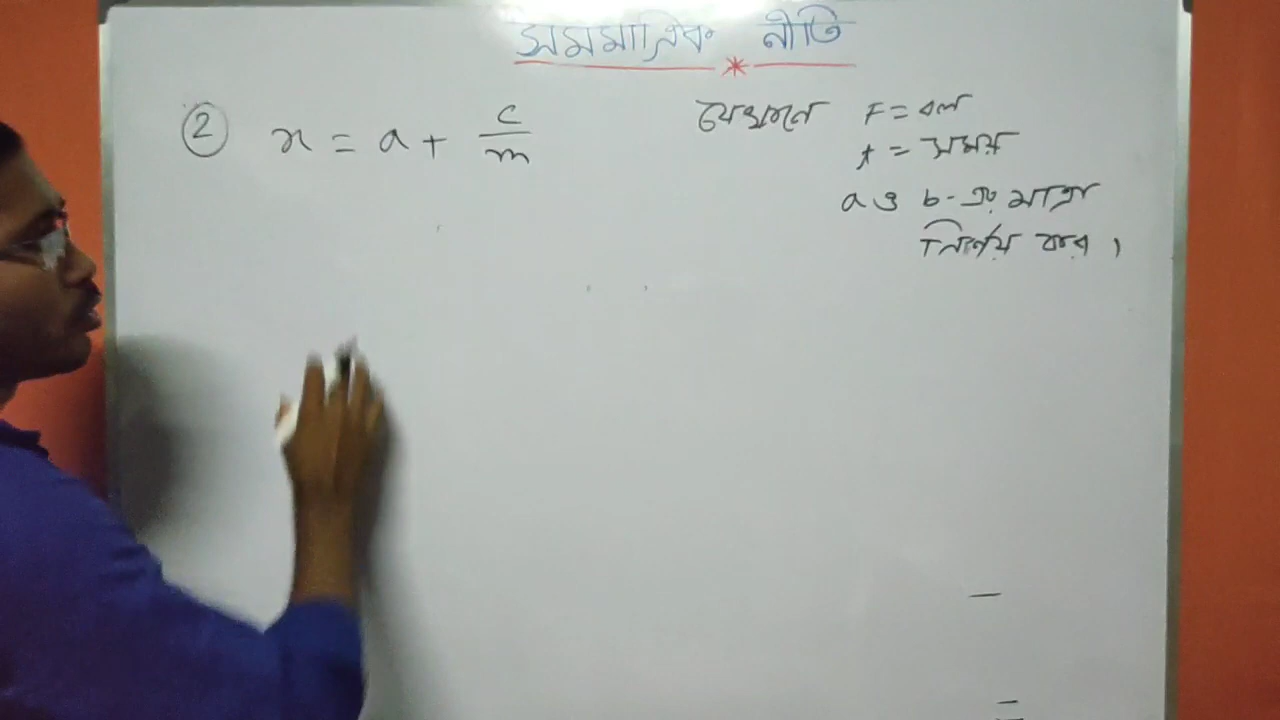 সমমাত্রিক নীতি
② x = a + c/m
যেখানে F = বল
t = সময়
a ও b-এর মাত্রা
নির্ণয় কর।